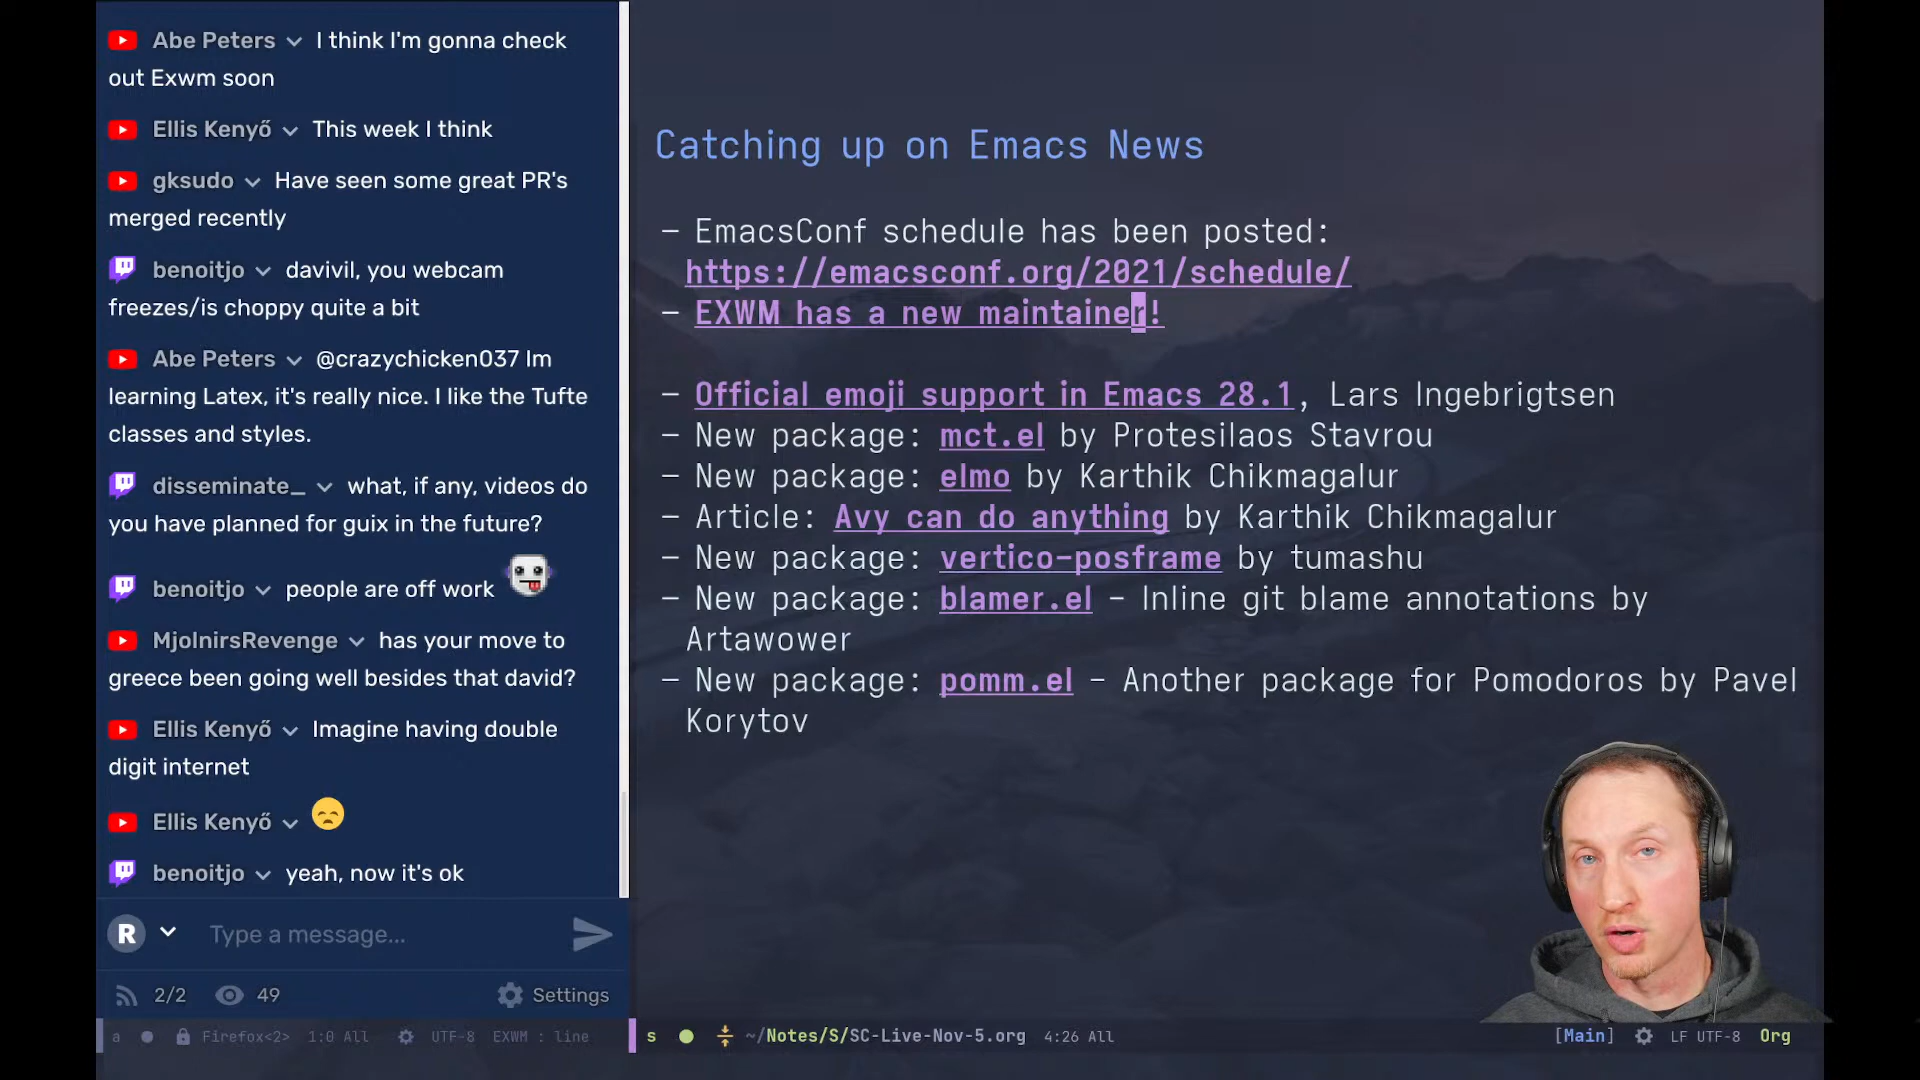 Abe Peters I think I'm gonna check
out Exwm soon
Ellis Kenyő This week I think
gksudo Have seen some great PR's
merged recently
benoitjo davivil, you webcam
freezes/is choppy quite a bit
Abe Peters @crazychicken037 Im
learning Latex, it's really nice. I like the Tufte
classes and styles.
disseminate_ what, if any, videos do
you have planned for guix in the future?
benoitjo people are off work
MjolnirsRevenge has your move to
greece been going well besides that david?
Ellis Kenyő Imagine having double
digit internet
Ellis Kenyő
benoitjo yeah, now it's ok
R Type a message...
2/2 49 Settings
a Firefox<2> 1:0 All UTF-8 EXWM : line
Catching up on Emacs News
- EmacsConf schedule has been posted:
https://emacsconf.org/2021/schedule/
- EXWM has a new maintainer!
- Official emoji support in Emacs 28.1, Lars Ingebrigtsen
- New package: mct.el by Protesilaos Stavrou
- New package: elmo by Karthik Chikmagalur
- Article: Avy can do anything by Karthik Chikmagalur
- New package: vertico-posframe by tumashu
- New package: blamer.el - Inline git blame annotations by
Artawower
- New package: pomm.el - Another package for Pomodoros by Pavel
Korytov
s ~/Notes/S/SC-Live-Nov-5.org 4:26 All [Main] LF UTF-8 Org